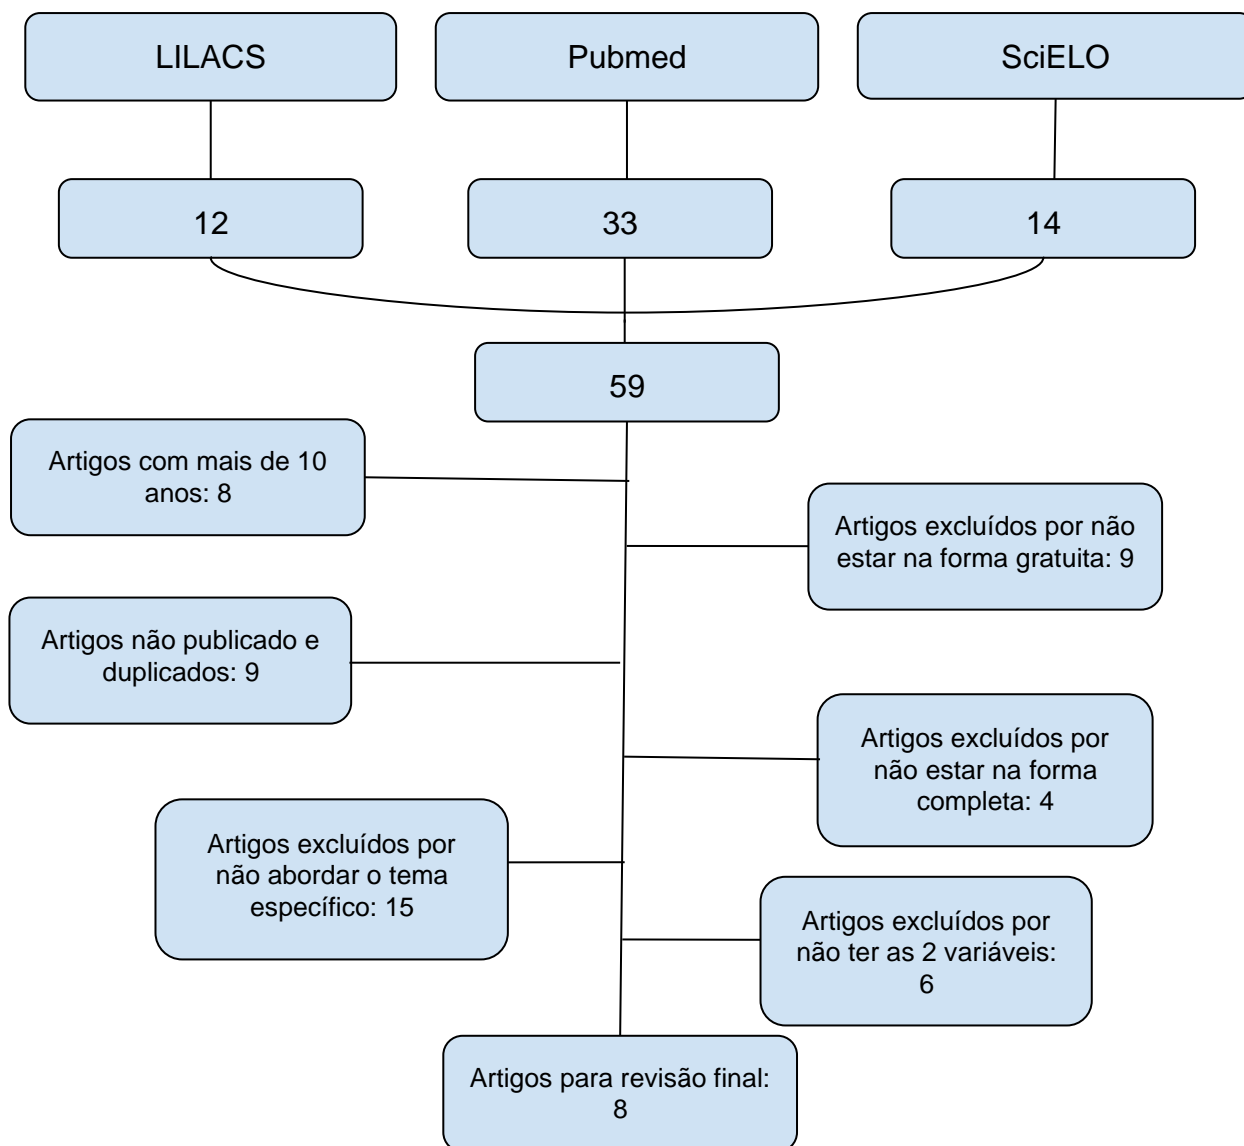 LILACS
Pubmed
SciELO
12
33
14
59
Artigos com mais de 10
anos: 8
Artigos excluídos por não
estar na forma gratuita: 9
Artigos não publicado e
duplicados: 9
Artigos excluídos por
não estar na forma
completa: 4
Artigos excluídos por
não abordar o tema
específico: 15
Artigos excluídos por
não ter as 2 variáveis:
6
Artigos para revisão final:
8